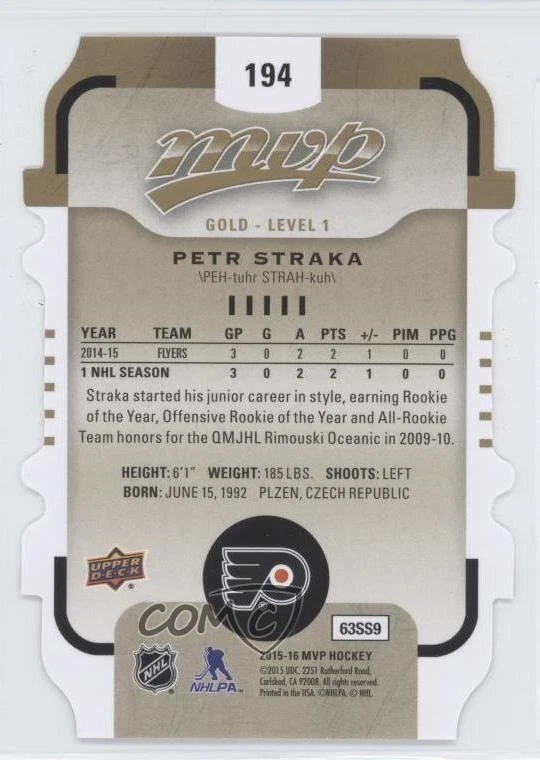 194
mvp
GOLD - LEVEL 1
PETR STRAKA
\PEH-tuhr STRAH-kuh\
YEAR TEAM GP G A PTS +/- PIM PPG
2014-15 FLYERS 3 0 2 2 1 0 0
1 NHL SEASON 3 0 2 2 1 0 0
Straka started his junior career in style, earning Rookie
of the Year, Offensive Rookie of the Year and All-Rookie
Team honors for the QMJHL Rimouski Oceanic in 2009-10.
HEIGHT: 6'1" WEIGHT: 185 LBS. SHOOTS: LEFT
BORN: JUNE 15, 1992 PLZEN, CZECH REPUBLIC
UPPER
D·E·C·K
®
COMC
63SS9
NHL
NHLPA™
2015-16 MVP HOCKEY
©2015 UDC. 2251 Rutherford Road,
Carlsbad, CA 92008. All rights reserved.
Printed in the USA. ©NHLPA. © NHL.